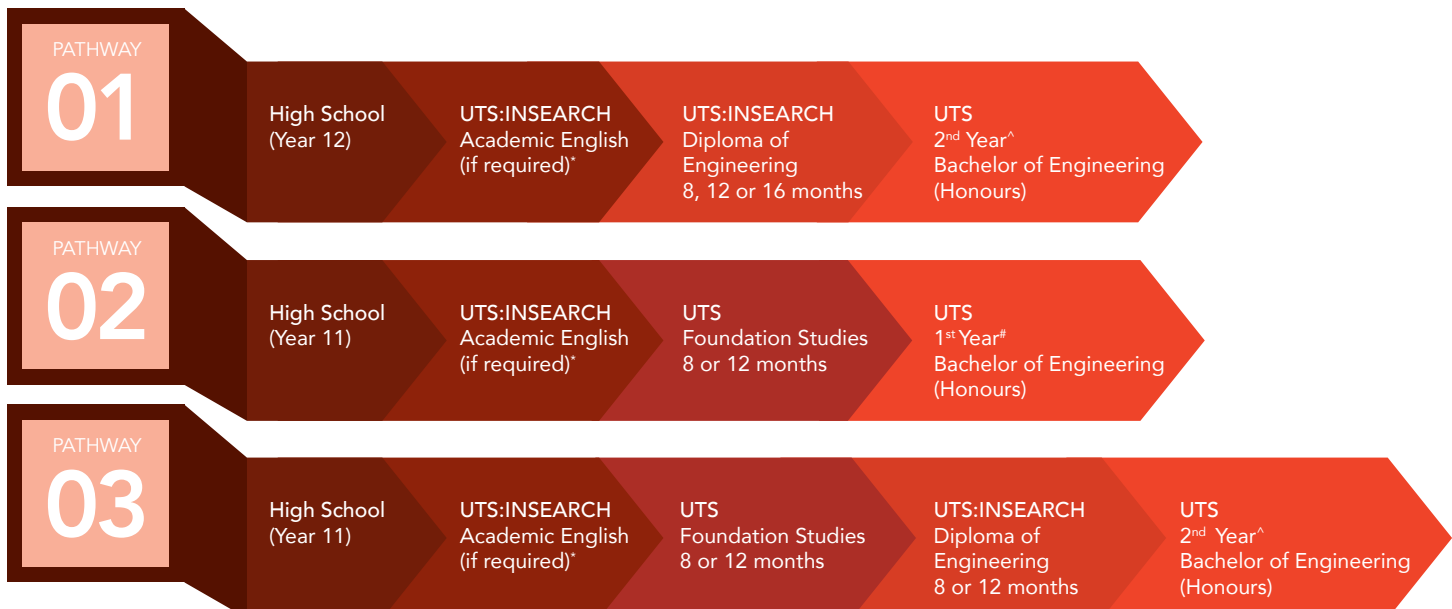 PATHWAY
01
High School
(Year 12)
UTS:INSEARCH
Academic English
(if required)*
UTS:INSEARCH
Diploma of
Engineering
8, 12 or 16 months
UTS
2nd Year^
Bachelor of Engineering
(Honours)
PATHWAY
02
High School
(Year 11)
UTS:INSEARCH
Academic English
(if required)*
UTS
Foundation Studies
8 or 12 months
UTS
1st Year#
Bachelor of Engineering
(Honours)
PATHWAY
03
High School
(Year 11)
UTS:INSEARCH
Academic English
(if required)*
UTS
Foundation Studies
8 or 12 months
UTS:INSEARCH
Diploma of
Engineering
8 or 12 months
UTS
2nd Year^
Bachelor of Engineering
(Honours)